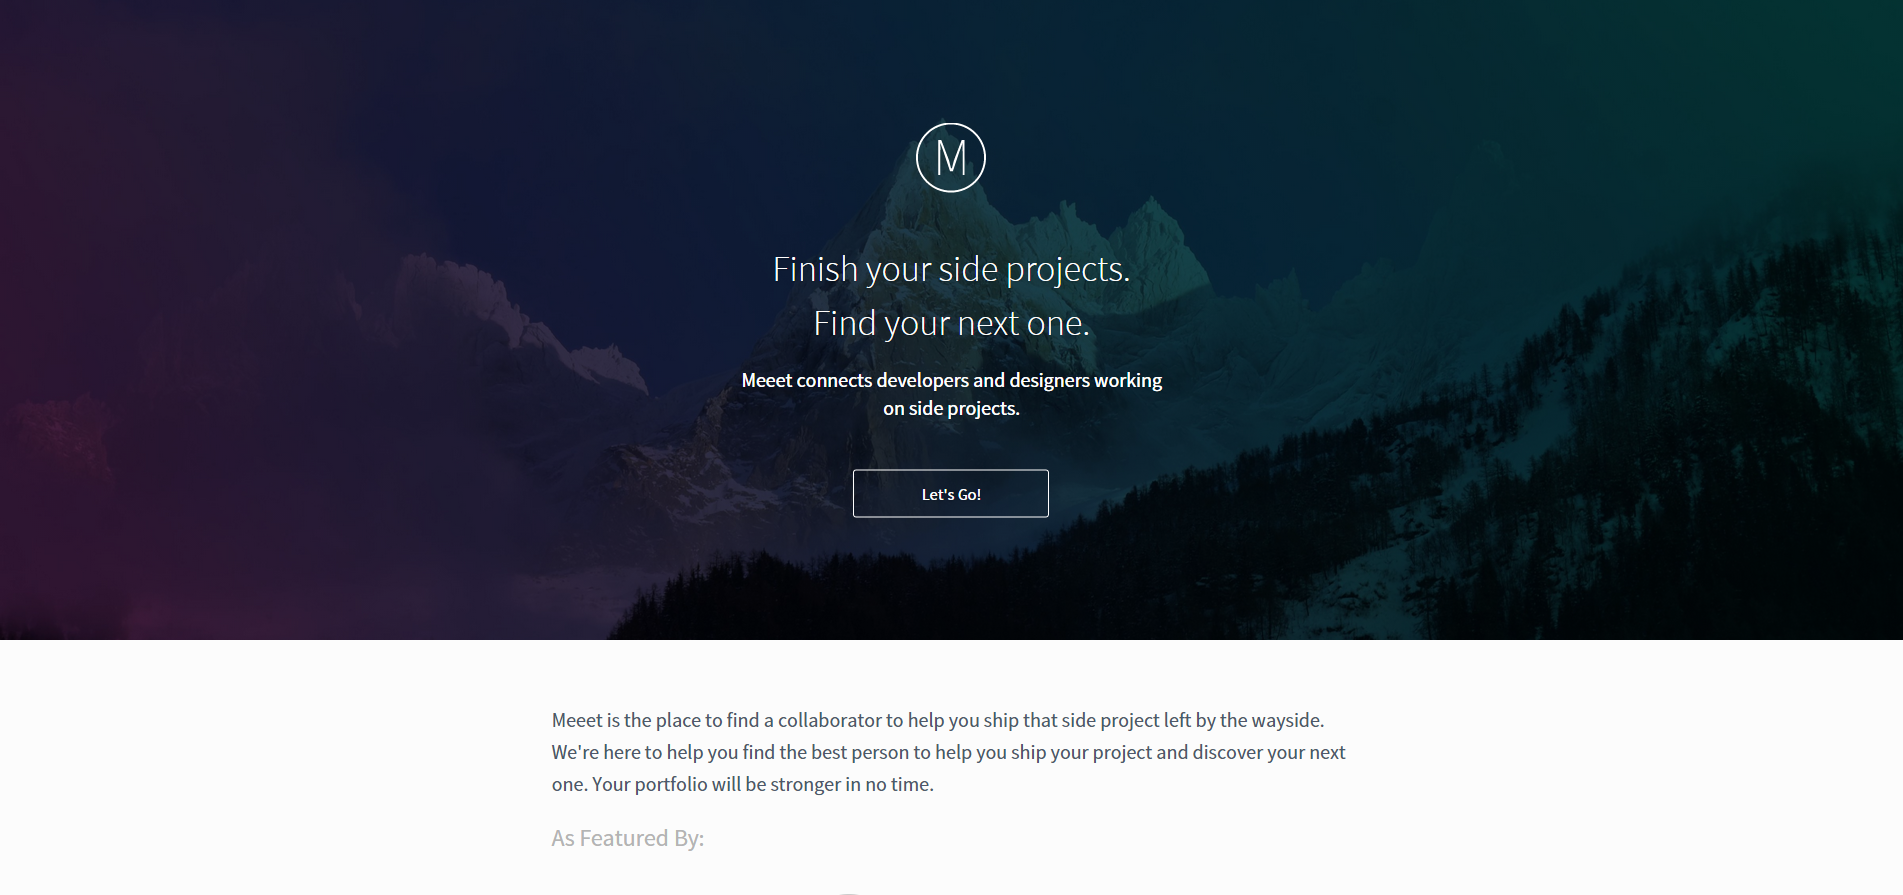 M
Finish your side projects.
Find your next one.
Meeet connects developers and designers working
on side projects.
Let's Go!
Meeet is the place to find a collaborator to help you ship that side project left by the wayside.
We're here to help you find the best person to help you ship your project and discover your next
one. Your portfolio will be stronger in no time.
As Featured By: